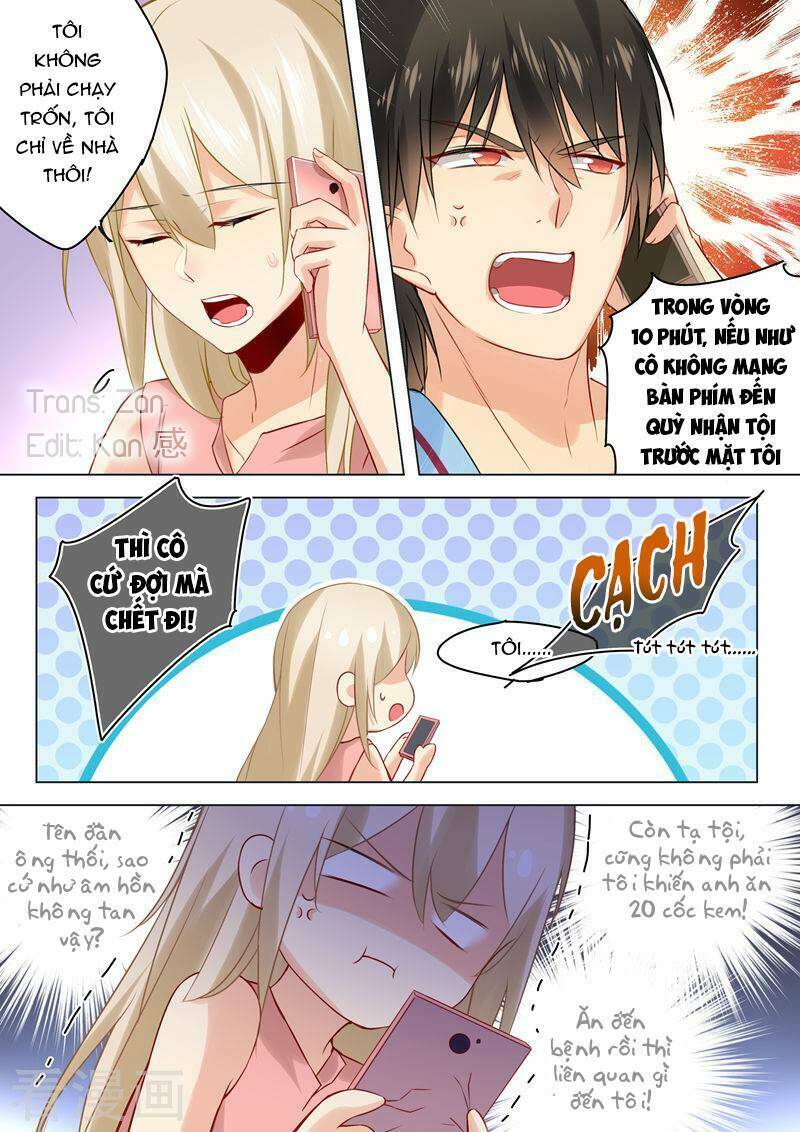 TÔI
KHÔNG
PHẢI CHẠY
TRỐN, TÔI
CHỈ VỀ NHÀ
THÔI!
TRONG VÒNG
10 PHÚT, NẾU NHƯ
CÔ KHÔNG MANG
BÀN PHÍM ĐẾN
QUỲ NHẬN TỘI
TRƯỚC MẶT TÔI
Trans: Zan
Edit: Kan 感
THÌ CÔ
CỨ ĐỢI MÀ
CHẾT ĐI!
CẠCH
TÔI......
Tút tút tút......
Tên đàn
ông thối, sao
cứ như âm hồn
không tan
vậy?
Còn tạ tội,
cũng không phải
tôi khiến anh ăn
20 cốc kem!
Ăn đến
bệnh rồi thì
liên quan gì
đến tôi!
看漫画